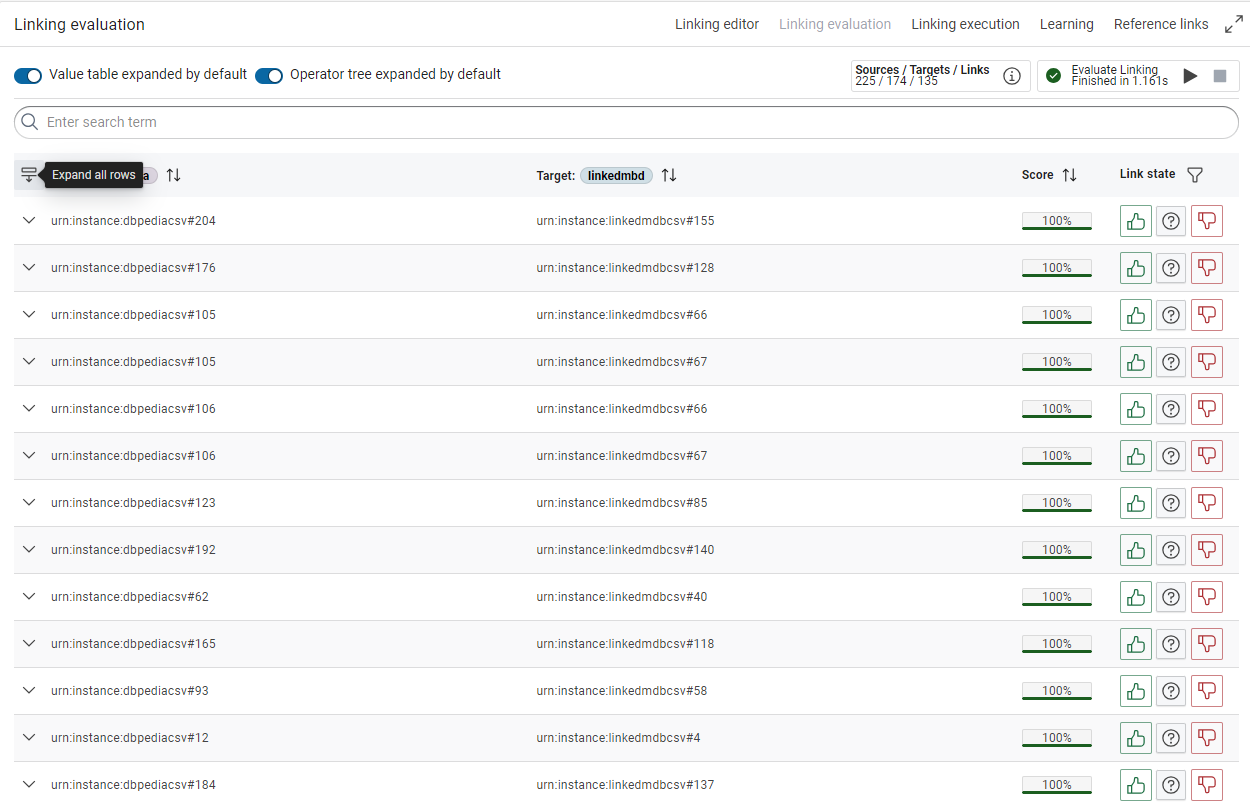 Linking evaluation
Linking editor Linking evaluation Linking execution Learning Reference links
Value table expanded by default Operator tree expanded by default
Sources / Targets / Links
225 / 174 / 135
Evaluate Linking
Finished in 1.161s
Enter search term
Expand all rows a Target: linkedmbd Score Link state
urn:instance:dbpediacsv#204 urn:instance:linkedmdbcsv#155 100%
urn:instance:dbpediacsv#176 urn:instance:linkedmdbcsv#128 100%
urn:instance:dbpediacsv#105 urn:instance:linkedmdbcsv#66 100%
urn:instance:dbpediacsv#105 urn:instance:linkedmdbcsv#67 100%
urn:instance:dbpediacsv#106 urn:instance:linkedmdbcsv#66 100%
urn:instance:dbpediacsv#106 urn:instance:linkedmdbcsv#67 100%
urn:instance:dbpediacsv#123 urn:instance:linkedmdbcsv#85 100%
urn:instance:dbpediacsv#192 urn:instance:linkedmdbcsv#140 100%
urn:instance:dbpediacsv#62 urn:instance:linkedmdbcsv#40 100%
urn:instance:dbpediacsv#165 urn:instance:linkedmdbcsv#118 100%
urn:instance:dbpediacsv#93 urn:instance:linkedmdbcsv#58 100%
urn:instance:dbpediacsv#12 urn:instance:linkedmdbcsv#4 100%
urn:instance:dbpediacsv#184 urn:instance:linkedmdbcsv#137 100%